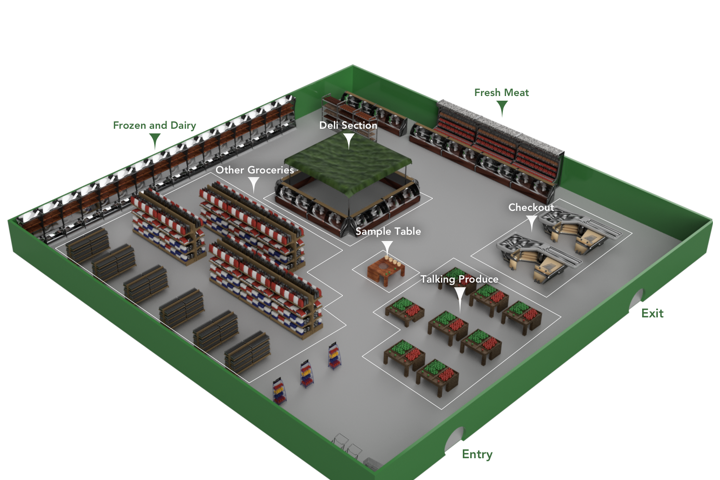 Fresh Meat
Frozen and Dairy
Deli Section
Other Groceries
Checkout
Sample Table
Talking Produce
Exit
Entry